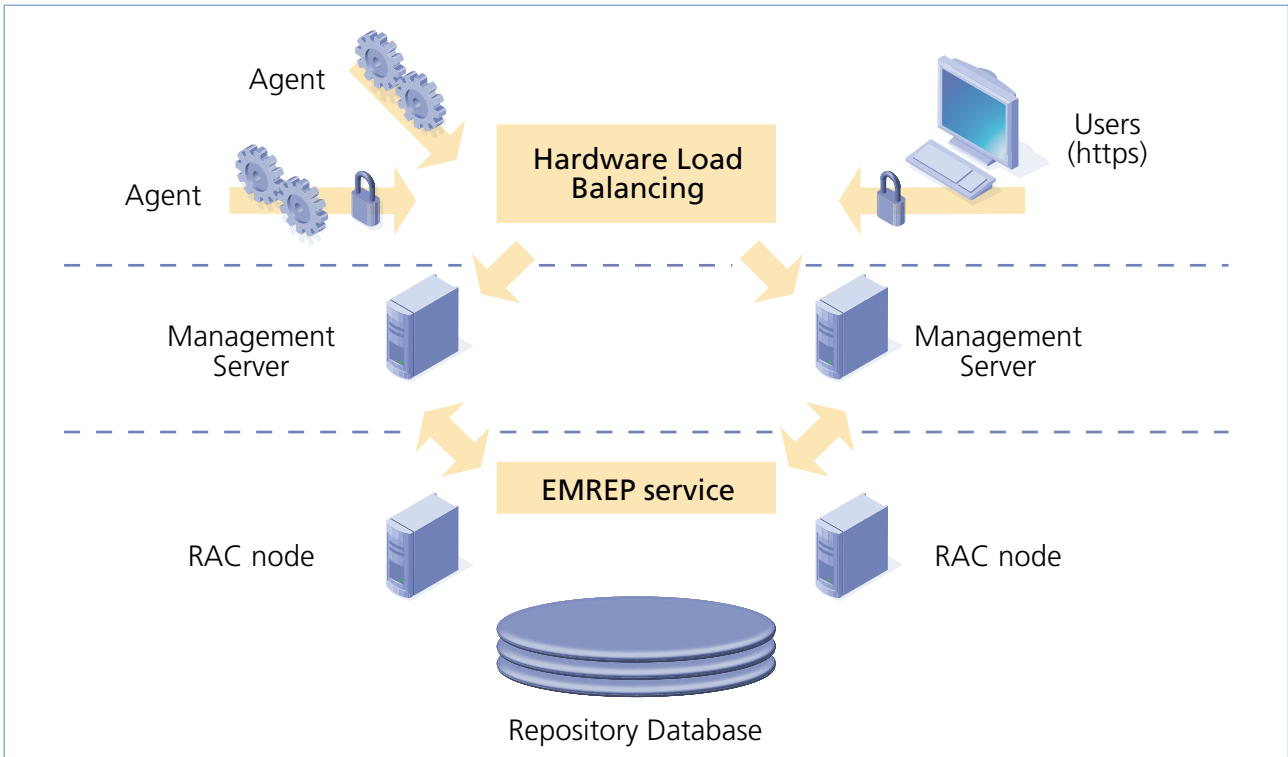 Agent
Agent
Hardware Load
Balancing
Users
(https)
Management
Server
Management
Server
EMREP service
RAC node
RAC node
Repository Database